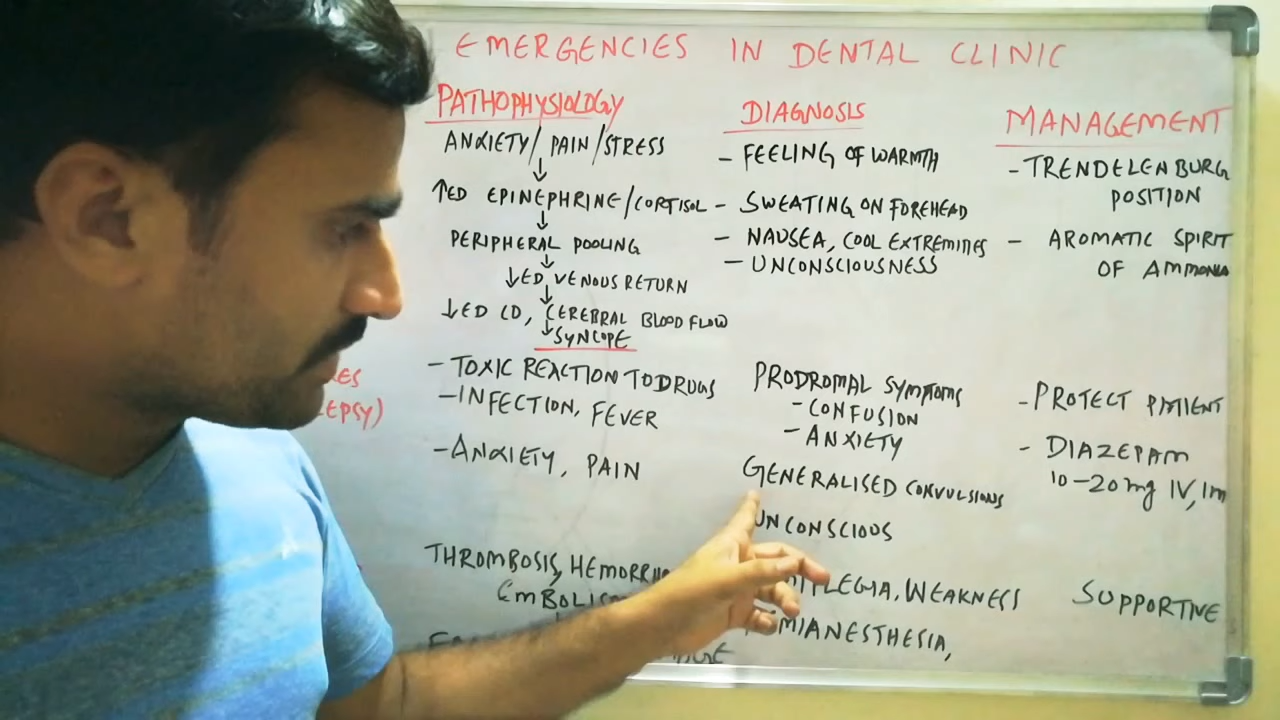 EMERGENCIES IN DENTAL CLINIC
PATHOPHYSIOLOGY
ANXIETY/ PAIN/STRESS
↓
↑ED EPINEPHRINE/CORTISOL
↓
PERIPHERAL POOLING
↓
↓ED VENOUS RETURN
↓
↓ED CO, CEREBRAL BLOOD FLOW
↓ SYNCOPE
DIAGNOSIS
- FEELING OF WARMTH
- SWEATING ON FOREHEAD
- NAUSEA, COOL EXTREMITIES
- UNCONSCIOUSNESS
MANAGEMENT
- TRENDELENBURG
POSITION
- AROMATIC SPIRIT
OF AMMONIA
EPSY)
- TOXIC REACTION TO DRUGS
- INFECTION, FEVER
- ANXIETY, PAIN
PRODROMAL SYMPTOMS
- CONFUSION
- ANXIETY
GENERALISED CONVULSIONS
UNCONSCIOUS
- PROTECT PATIENT
- DIAZEPAM
10-20mg IV, IM
THROMBOSIS, HEMORRH
EMBOLIS
PLEGIA, WEAKNESS
MIANESTHESIA,
SUPPORTIVE